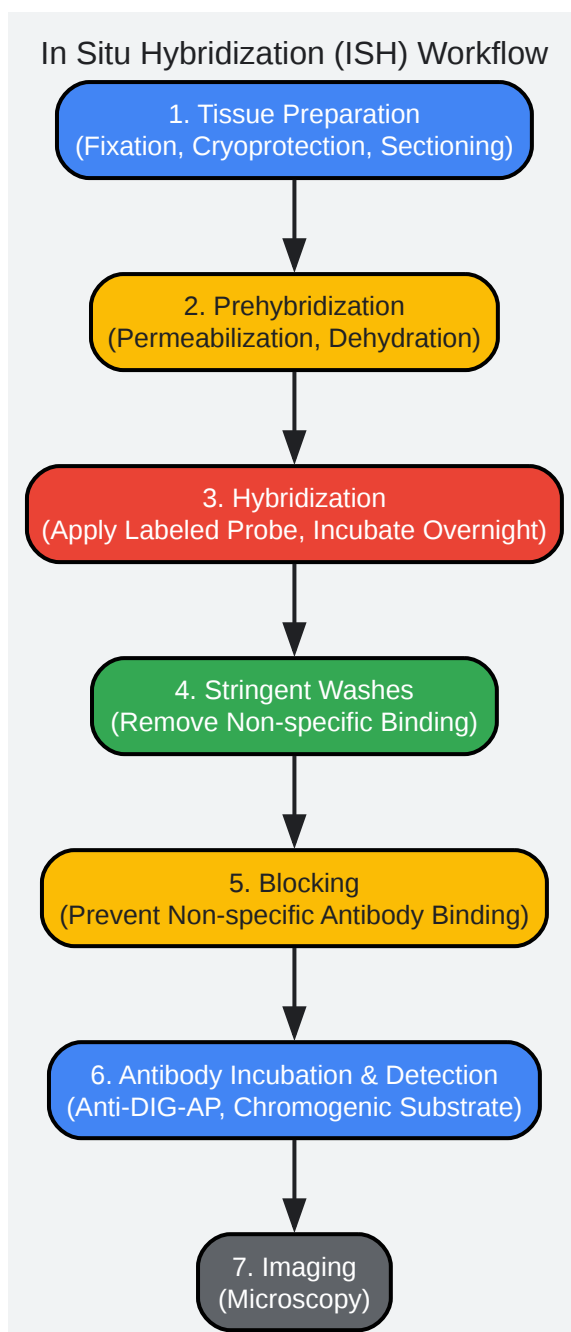 In Situ Hybridization (ISH) Workflow
1. Tissue Preparation
(Fixation, Cryoprotection, Sectioning)
2. Prehybridization
(Permeabilization, Dehydration)
3. Hybridization
(Apply Labeled Probe, Incubate Overnight)
4. Stringent Washes
(Remove Non-specific Binding)
5. Blocking
(Prevent Non-specific Antibody Binding)
6. Antibody Incubation & Detection
(Anti-DIG-AP, Chromogenic Substrate)
7. Imaging
(Microscopy)